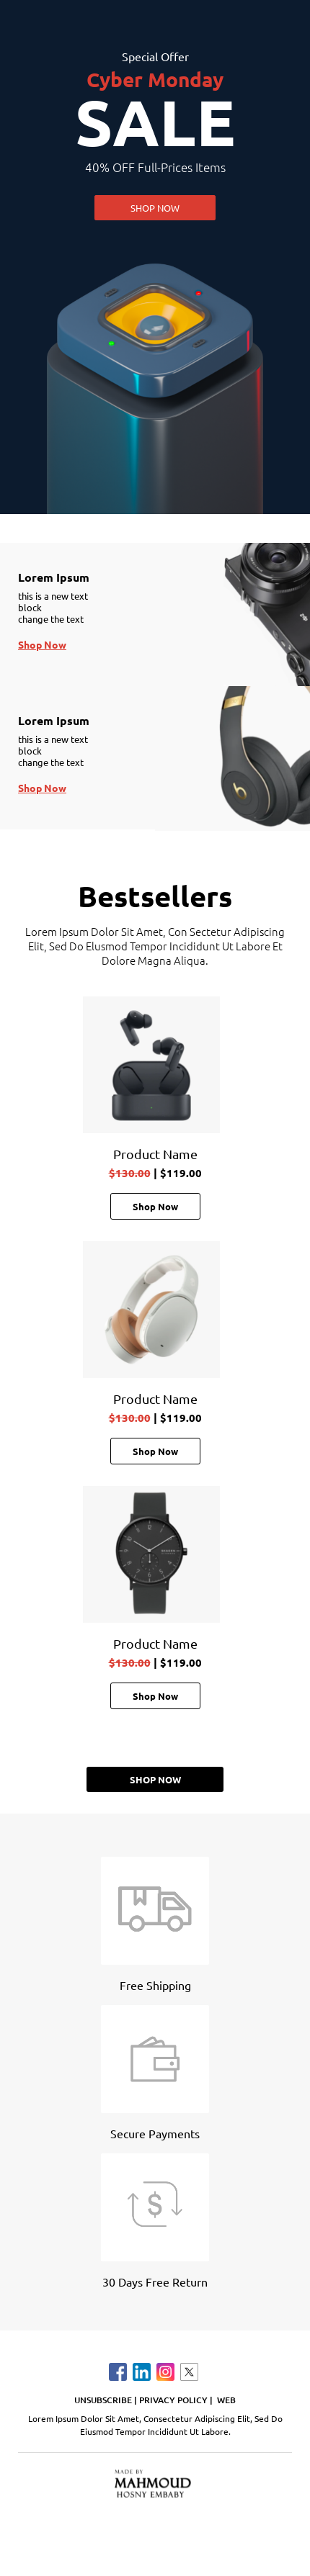 Special Offer
Cyber Monday
SALE
40% OFF Full-Prices Items
SHOP NOW
Lorem Ipsum
this is a new text
block
change the text
Shop Now
Lorem Ipsum
this is a new text
block
change the text
Shop Now
Bestsellers
Lorem Ipsum Dolor Sit Amet, Con Sectetur Adipiscing
Elit, Sed Do Elusmod Tempor Incididunt Ut Labore Et
Dolore Magna Aliqua.
Product Name
$130.00 | $119.00
Shop Now
Product Name
$130.00 | $119.00
Shop Now
Product Name
$130.00 | $119.00
Shop Now
SHOP NOW
Free Shipping
Secure Payments
30 Days Free Return
UNSUBSCRIBE | PRIVACY POLICY | WEB
Lorem Ipsum Dolor Sit Amet, Consectetur Adipiscing Elit, Sed Do
Eiusmod Tempor Incididunt Ut Labore.
MADE BY
MAHMOUD
HOSNY EMBABY